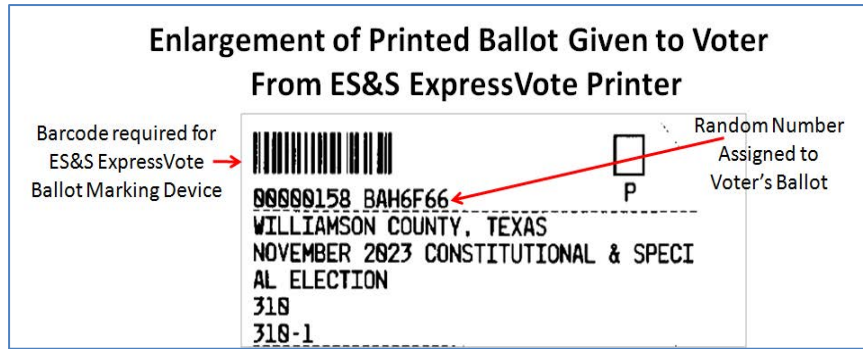 Enlargement of Printed Ballot Given to Voter
From ES&S ExpressVote Printer
Barcode required for
ES&S ExpressVote
Ballot Marking Device
Random Number
Assigned to
Voter's Ballot
P
00000158 BAH6F66
WILLIAMSON COUNTY, TEXAS
NOVEMBER 2023 CONSTITUTIONAL & SPECI
AL ELECTION
310
310-1